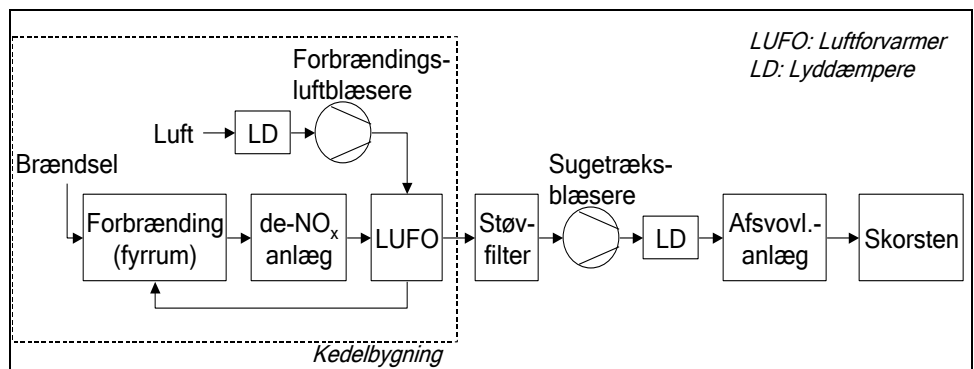 LUFO: Luftforvarmer
LD: Lyddæmpere
Forbrændings-
luftblæsere
Luft
LD
Brændsel
Forbrænding
(fyrrum)
de-NOx
anlæg
LUFO
Støv-
filter
Sugetræks-
blæsere
LD
Afsvovl.-
anlæg
Skorsten
Kedelbygning